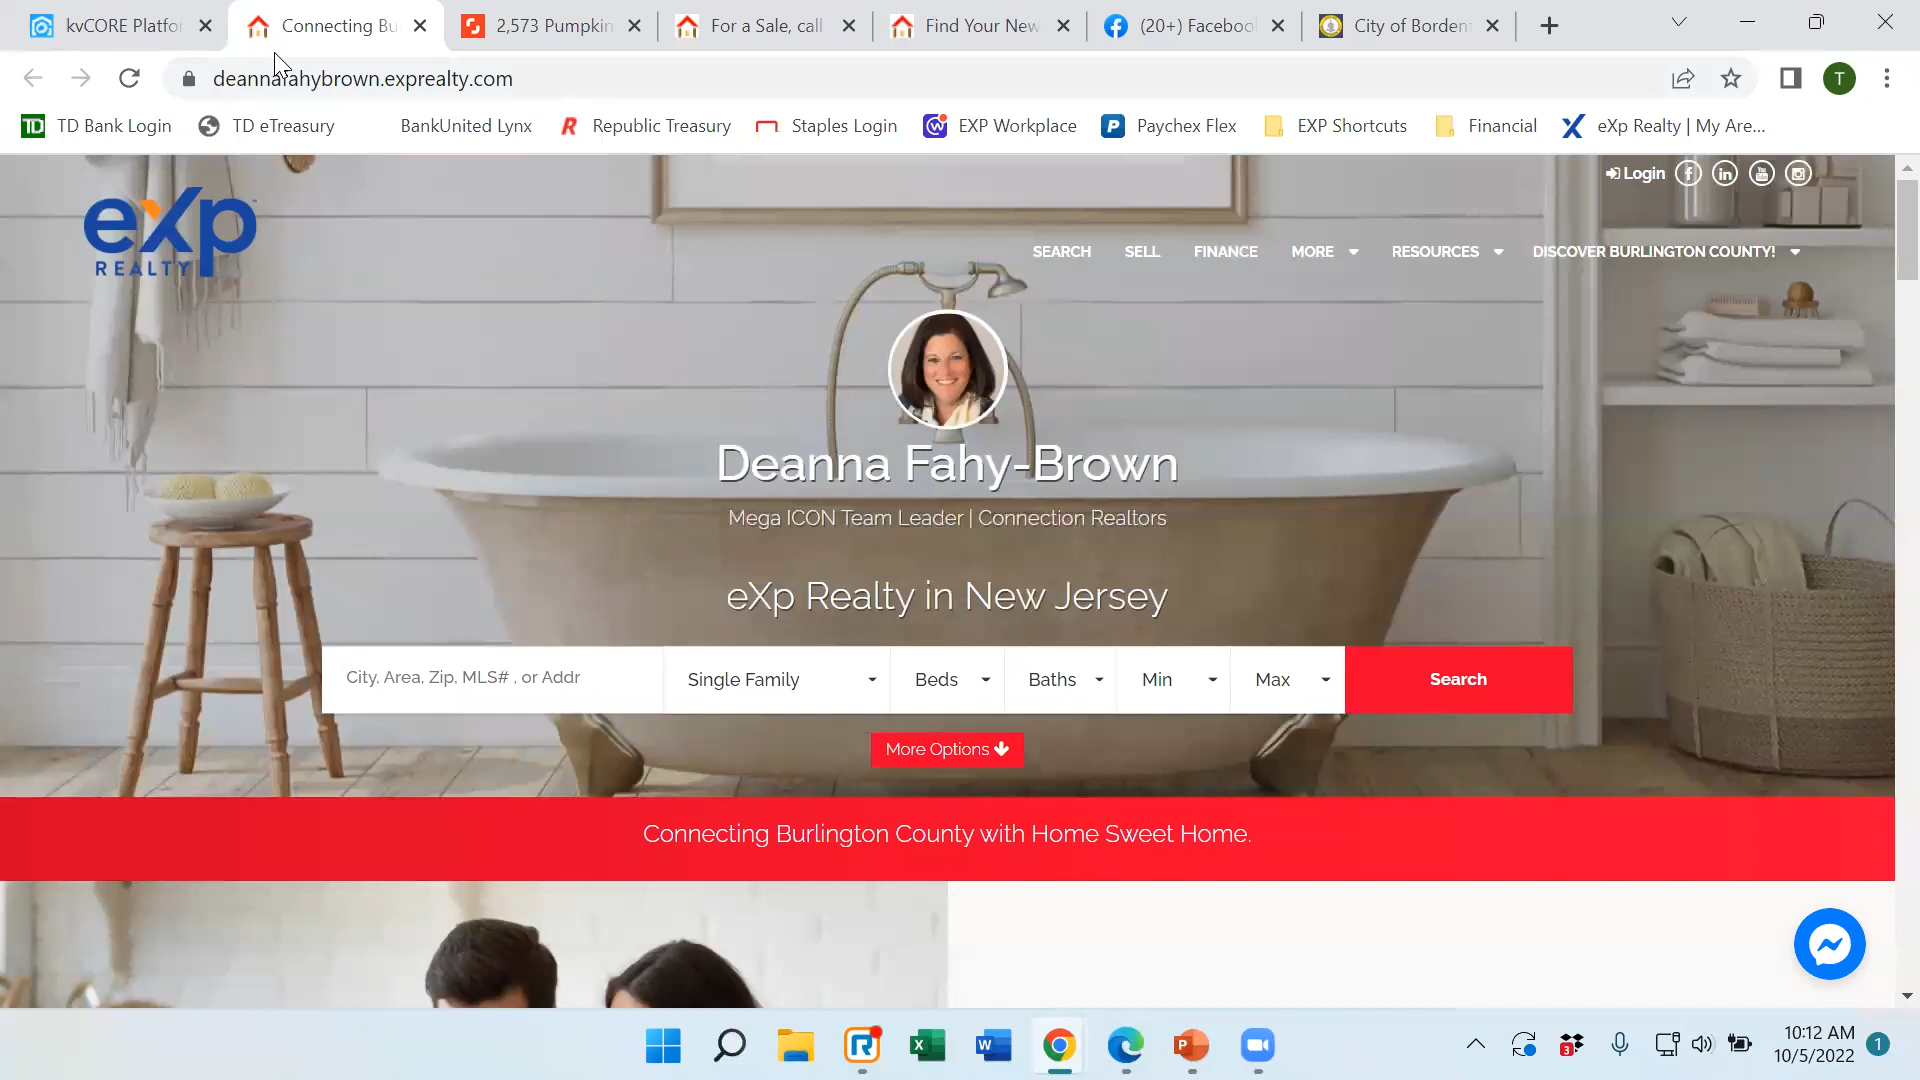 kvCORE Platfor
Connecting Bu
2,573 Pumpkin
For a Sale, call
Find Your New
(20+) Facebook
City of Borden
deannafahybrown.exprealty.com
T
TD TD Bank Login
TD eTreasury
BankUnited Lynx
R Republic Treasury
Staples Login
EXP Workplace
P Paychex Flex
EXP Shortcuts
Financial
X eXp Realty | My Are...
Login
eXp
REALTY
SEARCH
SELL
FINANCE
MORE
RESOURCES
DISCOVER BURLINGTON COUNTY!
Deanna Fahy-Brown
Mega ICON Team Leader | Connection Realtors
eXp Realty in New Jersey
City, Area, Zip, MLS# , or Addr
Single Family
Beds
Baths
Min
Max
Search
More Options
Connecting Burlington County with Home Sweet Home.
3
10:12 AM
10/5/2022
1